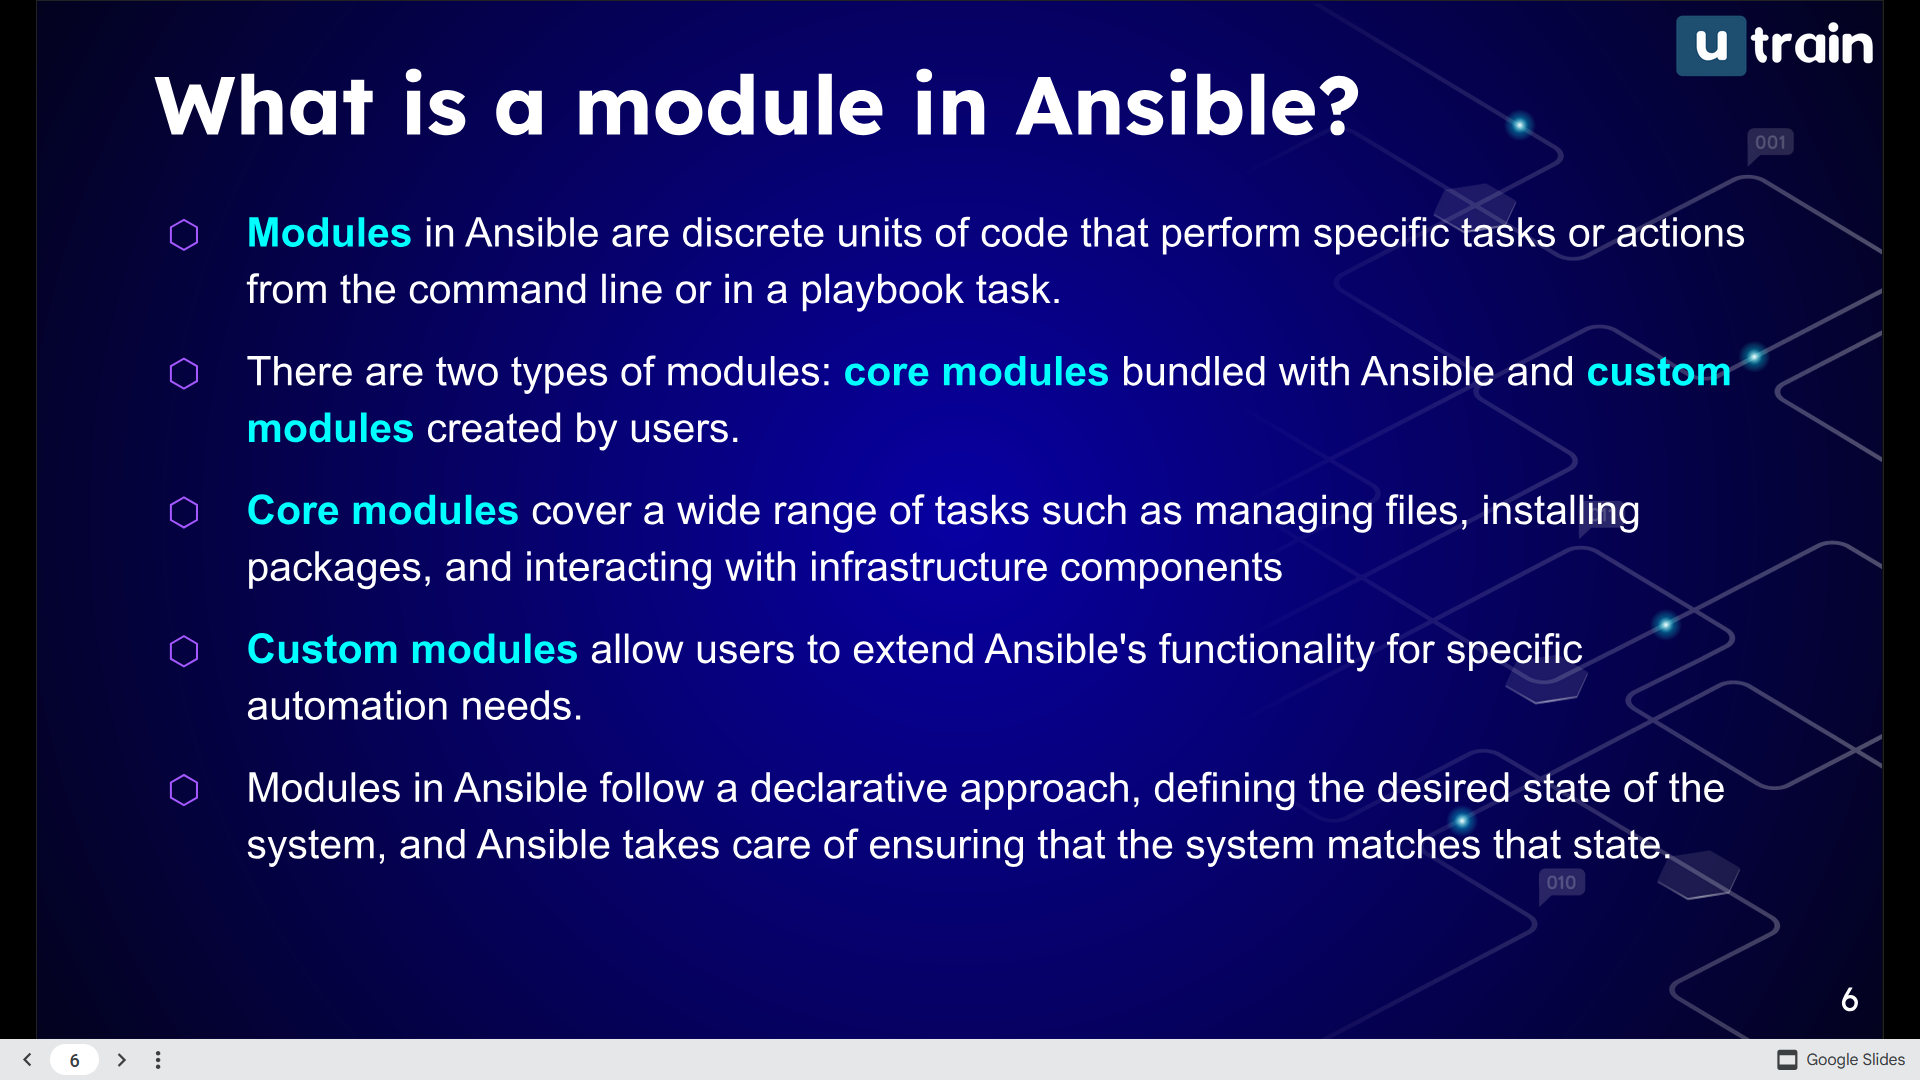 u train
What is a module in Ansible?
001
Modules in Ansible are discrete units of code that perform specific tasks or actions
from the command line or in a playbook task.
There are two types of modules: core modules bundled with Ansible and custom
modules created by users.
Core modules cover a wide range of tasks such as managing files, installing
packages, and interacting with infrastructure components
Custom modules allow users to extend Ansible's functionality for specific
automation needs.
Modules in Ansible follow a declarative approach, defining the desired state of the
system, and Ansible takes care of ensuring that the system matches that state.
010
6
6
Google Slides